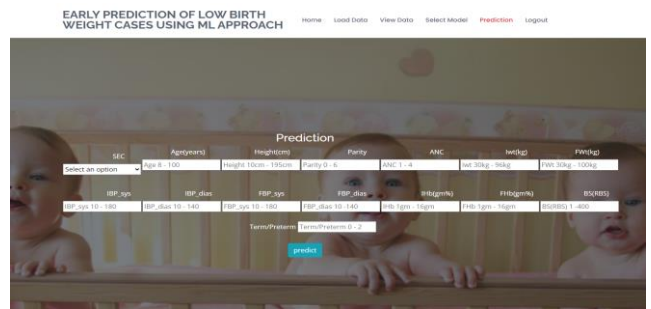 EARLY PREDICTION OF LOW BIRTH
WEIGHT CASES USING ML APPROACH
Home Load Data View Data Select Model Prediction Logout
Prediction
SEC Age(years) Height(cm) Parity ANC Iwt(kg) FWt(kg)
Select an option Age 8 - 100 Height 10cm - 195cm Parity 0 - 6 ANC 1 - 4 Iwt 30kg - 96kg FWt 30kg - 100kg
IBP_sys IBP_dias FBP_sys FBP_dias IHb(gm%) FHb(gm%) BS(RBS)
IBP_sys 10 - 180 IBP_dias 10 - 140 FBP_sys 10 - 180 FBP_dias 10 -140 IHb 1gm - 16gm FHb 1gm - 16gm BS(RBS) 1 -400
Term/Preterm Term/Preterm 0 - 2
predict